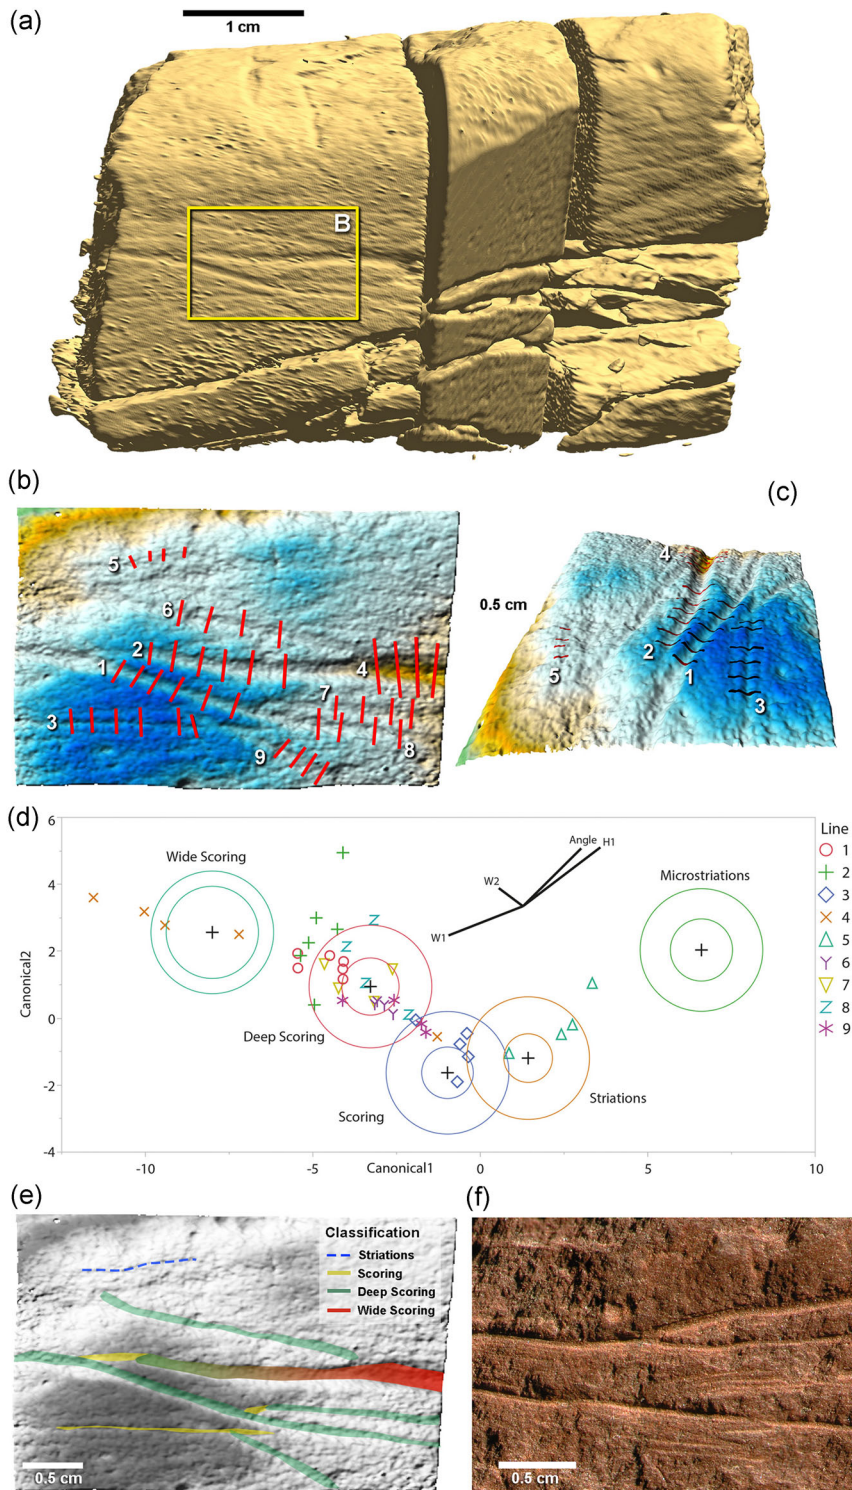 (a)
1 cm
B
(b)
(c)
5
6
2
1
4
3
7
8
9
0.5 cm
4
2
1
5
3
(d)
6
4
2
0
-2
-4
Canonical2
Wide Scoring
Deep Scoring
Scoring
Striations
Microstriations
Angle
H1
W2
W1
-10
-5
0
5
10
Canonical1
Line
1
2
3
4
5
6
7
8
9
(e)
Classification
Striations
Scoring
Deep Scoring
Wide Scoring
0.5 cm
(f)
0.5 cm